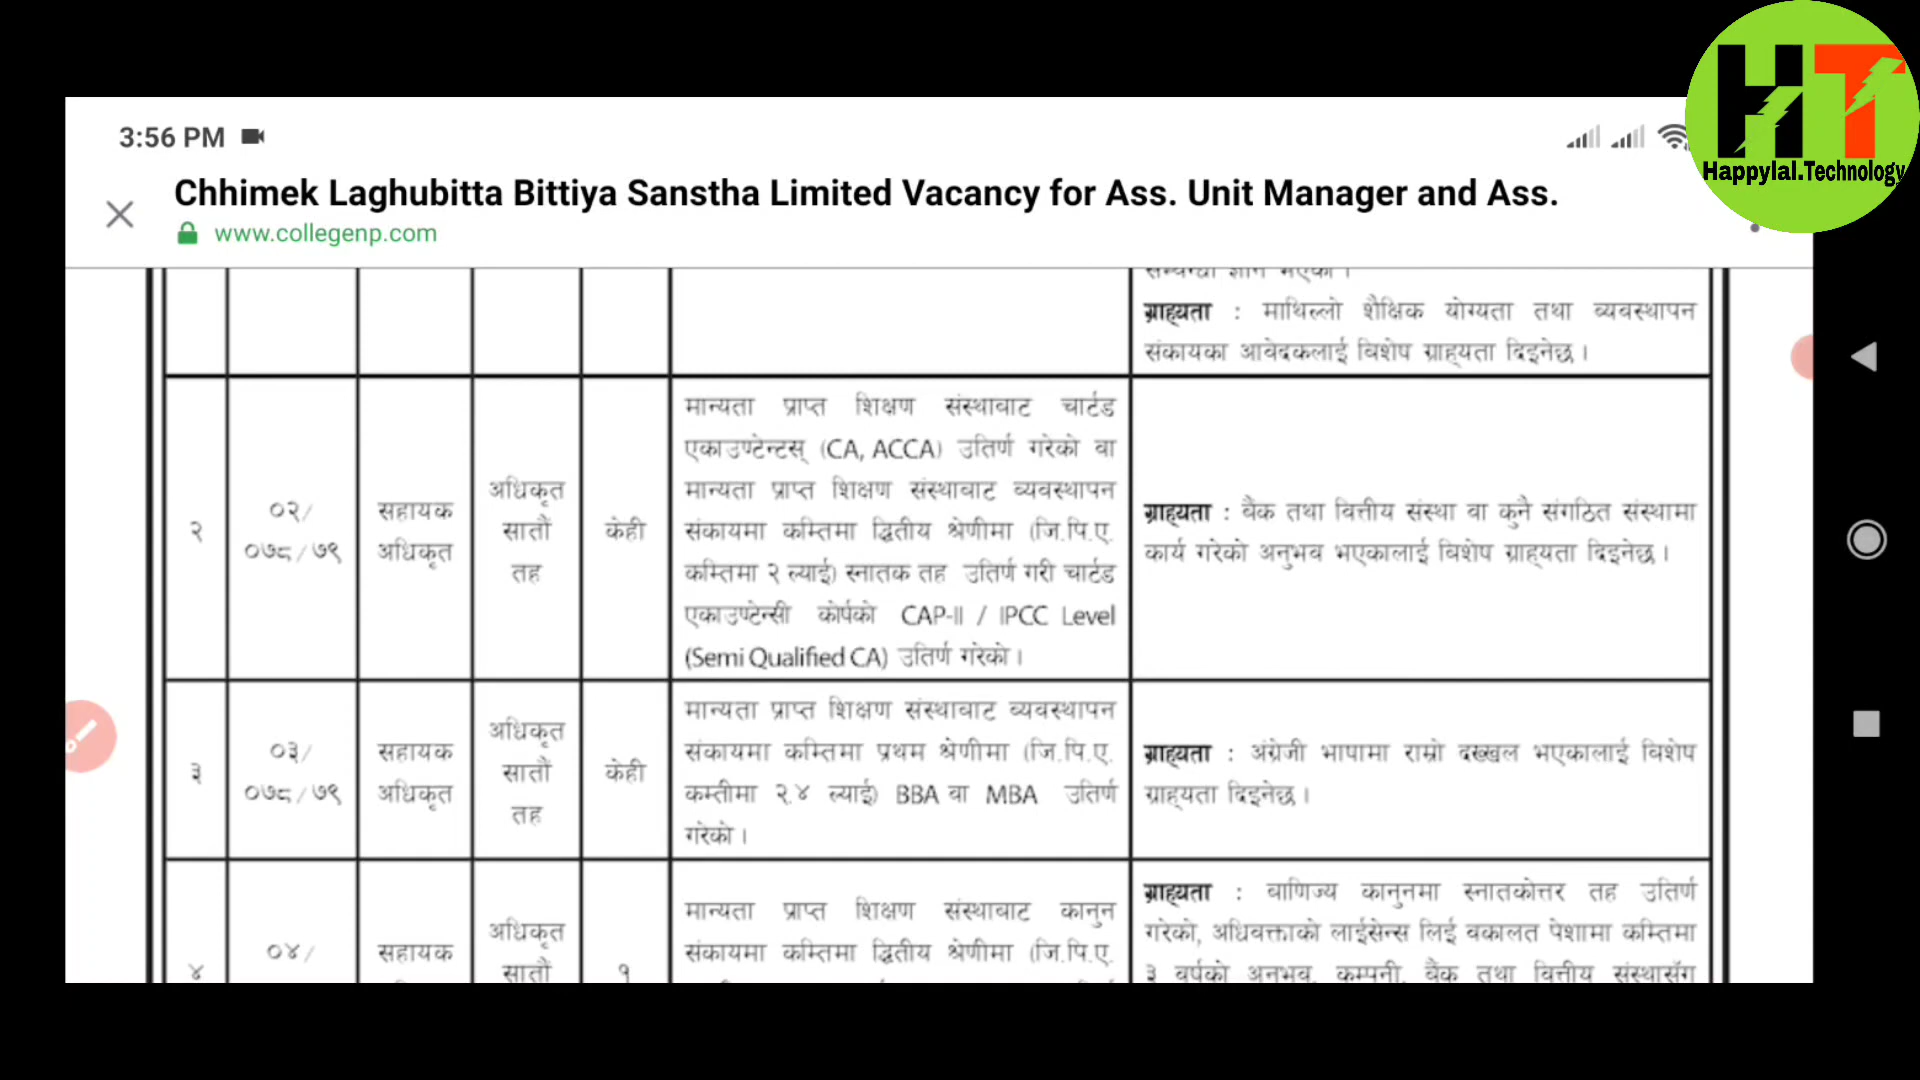 3:56 PM
HT
Happylal.Technology
Chhimek Laghubitta Bittiya Sanstha Limited Vacancy for Ass. Unit Manager and Ass.
www.collegenp.com
ग्राह्यता : माथिल्लो शैक्षिक योग्यता तथा व्यवस्थापन
संकायका आवेदकलाई विशेष ग्राह्यता दिइनेछ ।
२
०२/
०७८/७९
सहायक
अधिकृत
अधिकृत
सातौं
तह
केही
मान्यता प्राप्त शिक्षण संस्थाबाट चार्टड
एकाउण्टेन्टस् (CA, ACCA) उतिर्ण गरेको वा
मान्यता प्राप्त शिक्षण संस्थाबाट व्यवस्थापन
संकायमा कम्तिमा द्वितीय श्रेणीमा (जि.पि.ए.
कम्तिमा २ ल्याई) स्नातक तह उतिर्ण गरी चार्टड
एकाउण्टेन्सी कोर्षको CAP-II / IPCC Level
(Semi Qualified CA) उतिर्ण गरेको ।
ग्राह्यता : बैंक तथा वित्तीय संस्था वा कुनै संगठित संस्थामा
कार्य गरेको अनुभव भएकालाई विशेष ग्राह्यता दिइनेछ ।
३
०३/
०७८/७९
सहायक
अधिकृत
अधिकृत
सातौं
तह
केही
मान्यता प्राप्त शिक्षण संस्थाबाट व्यवस्थापन
संकायमा कम्तिमा प्रथम श्रेणीमा (जि.पि.ए.
कम्तीमा २.४ ल्याई) BBA वा MBA उतिर्ण
गरेको ।
ग्राह्यता : अंग्रेजी भाषामा राम्रो दख्खल भएकालाई विशेष
ग्राह्यता दिइनेछ ।
४
०४/
सहायक
अधिकृत
सातौं
१
मान्यता प्राप्त शिक्षण संस्थाबाट कानुन
संकायमा कम्तिमा द्वितीय श्रेणीमा (जि.पि.ए.
ग्राह्यता : वाणिज्य कानुनमा स्नातकोत्तर तह उतिर्ण
गरेको, अधिवक्ताको लाईसेन्स लिई वकालत पेशामा कम्तिमा
३ वर्षको अनुभव, कम्पनी, बैंक तथा वित्तीय संस्थासँग